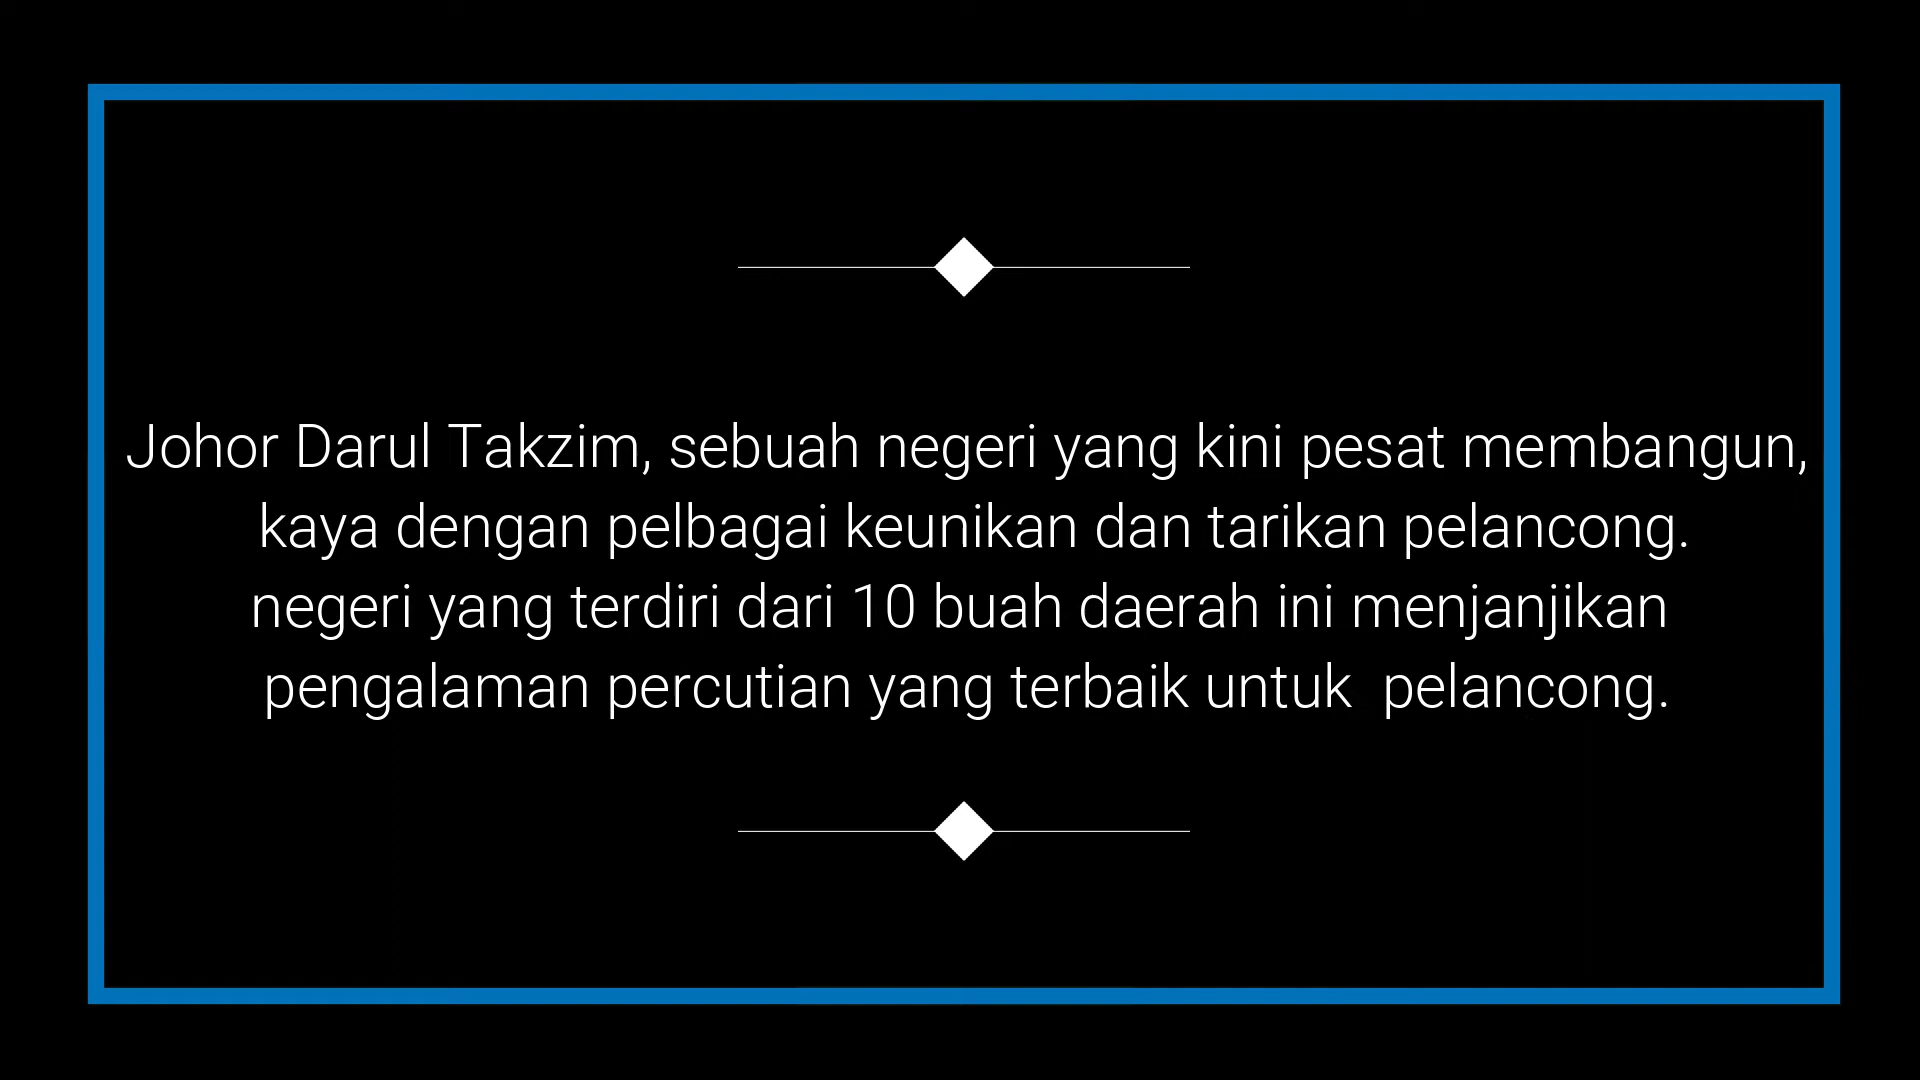 Johor Darul Takzim, sebuah negeri yang kini pesat membangun,
kaya dengan pelbagai keunikan dan tarikan pelancong.
negeri yang terdiri dari 10 buah daerah ini menjanjikan
pengalaman percutian yang terbaik untuk  pelancong.